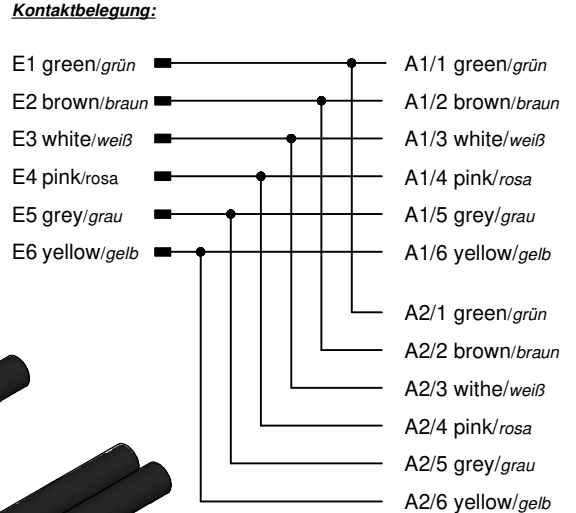 Kontaktbelegung:
E1 green/grün A1/1 green/grün
E2 brown/braun A1/2 brown/braun
E3 white/weiß A1/3 white/weiß
E4 pink/rosa A1/4 pink/rosa
E5 grey/grau A1/5 grey/grau
E6 yellow/gelb A1/6 yellow/gelb
A2/1 green/grün
A2/2 brown/braun
A2/3 withe/weiß
A2/4 pink/rosa
A2/5 grey/grau
A2/6 yellow/gelb